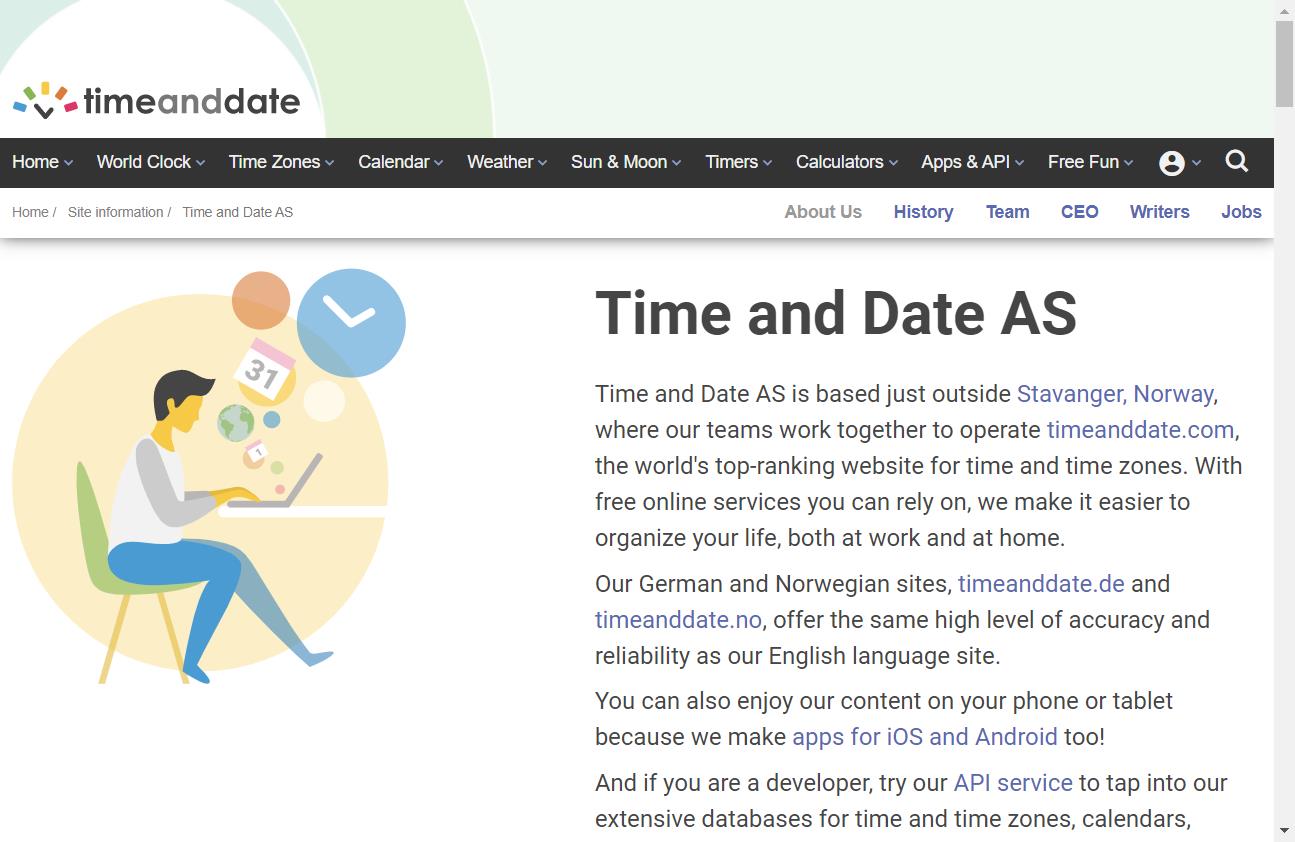 timeanddate
Home World Clock Time Zones Calendar Weather Sun & Moon Timers Calculators Apps & API Free Fun
Home / Site information / Time and Date AS
About Us History Team CEO Writers Jobs
31
1
Time and Date AS
Time and Date AS is based just outside Stavanger, Norway,
where our teams work together to operate timeanddate.com,
the world's top-ranking website for time and time zones. With
free online services you can rely on, we make it easier to
organize your life, both at work and at home.
Our German and Norwegian sites, timeanddate.de and
timeanddate.no, offer the same high level of accuracy and
reliability as our English language site.
You can also enjoy our content on your phone or tablet
because we make apps for iOS and Android too!
And if you are a developer, try our API service to tap into our
extensive databases for time and time zones, calendars,